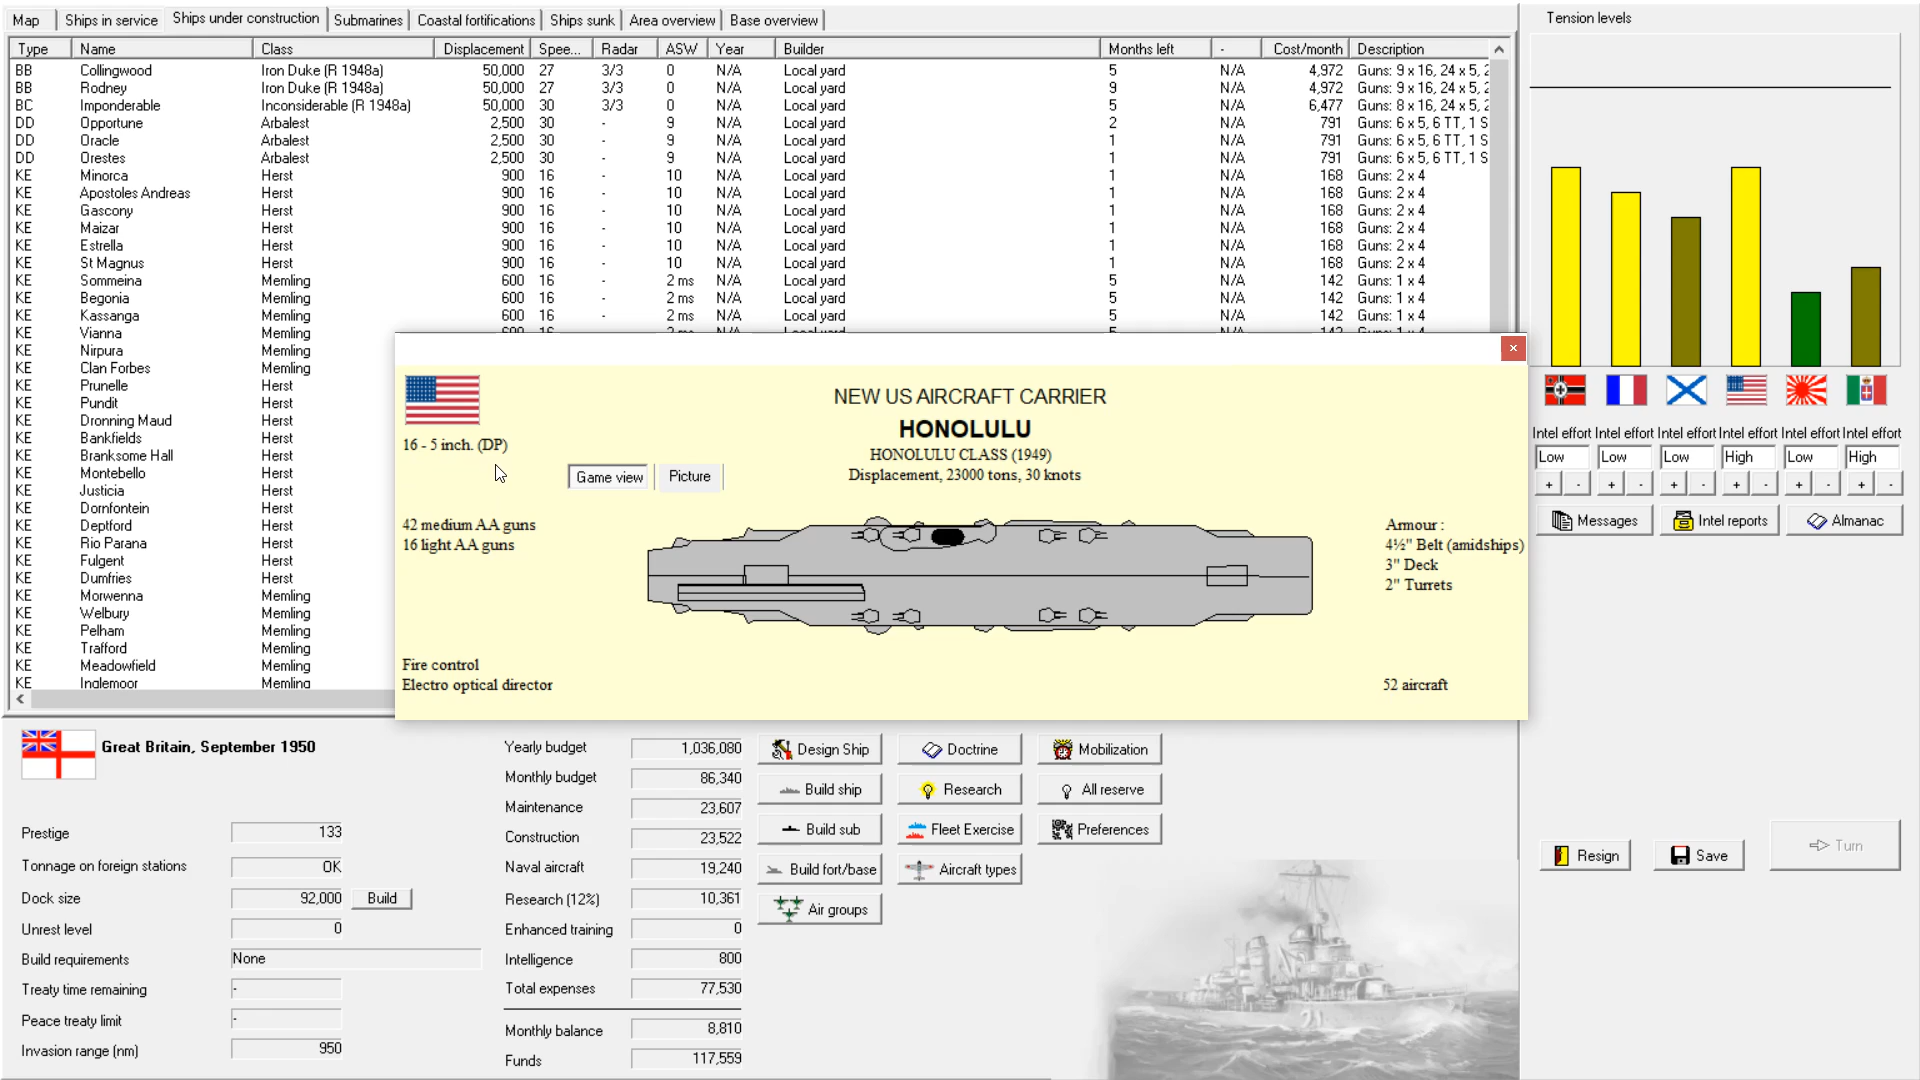 Map Ships in service Ships under construction Submarines Coastal fortifications Ships sunk Area overview Base overview
Tension levels
Type Name Class Displacement Spee... Radar ASW Year Builder Months left - Cost/month Description
BB Collingwood Iron Duke (R 1948a) 50,000 27 3/3 0 N/A Local yard 5 N/A 4,972 Guns: 9 x 16, 24 x 5, 2
BB Rodney Iron Duke (R 1948a) 50,000 27 3/3 0 N/A Local yard 9 N/A 4,972 Guns: 9 x 16, 24 x 5, 2
BC Imponderable Inconsiderable (R 1948a) 50,000 30 3/3 0 N/A Local yard 5 N/A 6,477 Guns: 8 x 16, 24 x 5, 2
DD Opportune Arbalest 2,500 30 - 9 N/A Local yard 2 N/A 791 Guns: 6 x 5, 6 TT, 1 S
DD Oracle Arbalest 2,500 30 - 9 N/A Local yard 1 N/A 791 Guns: 6 x 5, 6 TT, 1 S
DD Orestes Arbalest 2,500 30 - 9 N/A Local yard 1 N/A 791 Guns: 6 x 5, 6 TT, 1 S
KE Minorca Herst 900 16 - 10 N/A Local yard 1 N/A 168 Guns: 2 x 4
KE Apostoles Andreas Herst 900 16 - 10 N/A Local yard 1 N/A 168 Guns: 2 x 4
KE Gascony Herst 900 16 - 10 N/A Local yard 1 N/A 168 Guns: 2 x 4
KE Maizar Herst 900 16 - 10 N/A Local yard 1 N/A 168 Guns: 2 x 4
KE Estrella Herst 900 16 - 10 N/A Local yard 1 N/A 168 Guns: 2 x 4
KE St Magnus Herst 900 16 - 10 N/A Local yard 1 N/A 168 Guns: 2 x 4
KE Sommeina Memling 600 16 - 2 ms N/A Local yard 5 N/A 142 Guns: 1 x 4
KE Begonia Memling 600 16 - 2 ms N/A Local yard 5 N/A 142 Guns: 1 x 4
KE Kassanga Memling 600 16 - 2 ms N/A Local yard 5 N/A 142 Guns: 1 x 4
KE Vianna Memling
KE Nirpura Memling
KE Clan Forbes Memling
KE Prunelle Herst
KE Pundit Herst
KE Dronning Maud Herst
KE Bankfields Herst
KE Branksome Hall Herst
KE Montebello Herst
KE Justicia Herst
KE Dornfontein Herst
KE Deptford Herst
KE Rio Parana Herst
KE Fulgent Herst
KE Dumfries Herst
KE Morwenna Memling
KE Welbury Memling
KE Pelham Memling
KE Trafford Memling
KE Meadowfield Memling
KE Inglemoor Memling
NEW US AIRCRAFT CARRIER
HONOLULU
HONOLULU CLASS (1949)
Displacement, 23000 tons, 30 knots
16 - 5 inch. (DP)
Game view Picture
42 medium AA guns
16 light AA guns
Armour :
4½" Belt (amidships)
3" Deck
2" Turrets
Fire control
Electro optical director
52 aircraft
Intel effort Intel effort Intel effort Intel effort Intel effort Intel effort
Low Low Low High Low High
+ - + - + - + - + - + -
Messages Intel reports Almanac
Great Britain, September 1950
Prestige 133
Tonnage on foreign stations OK
Dock size 92,000 Build
Unrest level 0
Build requirements None
Treaty time remaining -
Peace treaty limit -
Invasion range (nm) 950
Yearly budget 1,036,080
Monthly budget 86,340
Maintenance 23,607
Construction 23,522
Naval aircraft 19,240
Research (12%) 10,361
Enhanced training 0
Intelligence 800
Total expenses 77,530
Monthly balance 8,810
Funds 117,559
Design Ship Doctrine Mobilization
Build ship Research All reserve
Build sub Fleet Exercise Preferences
Build fort/base Aircraft types
Air groups
Resign Save Turn